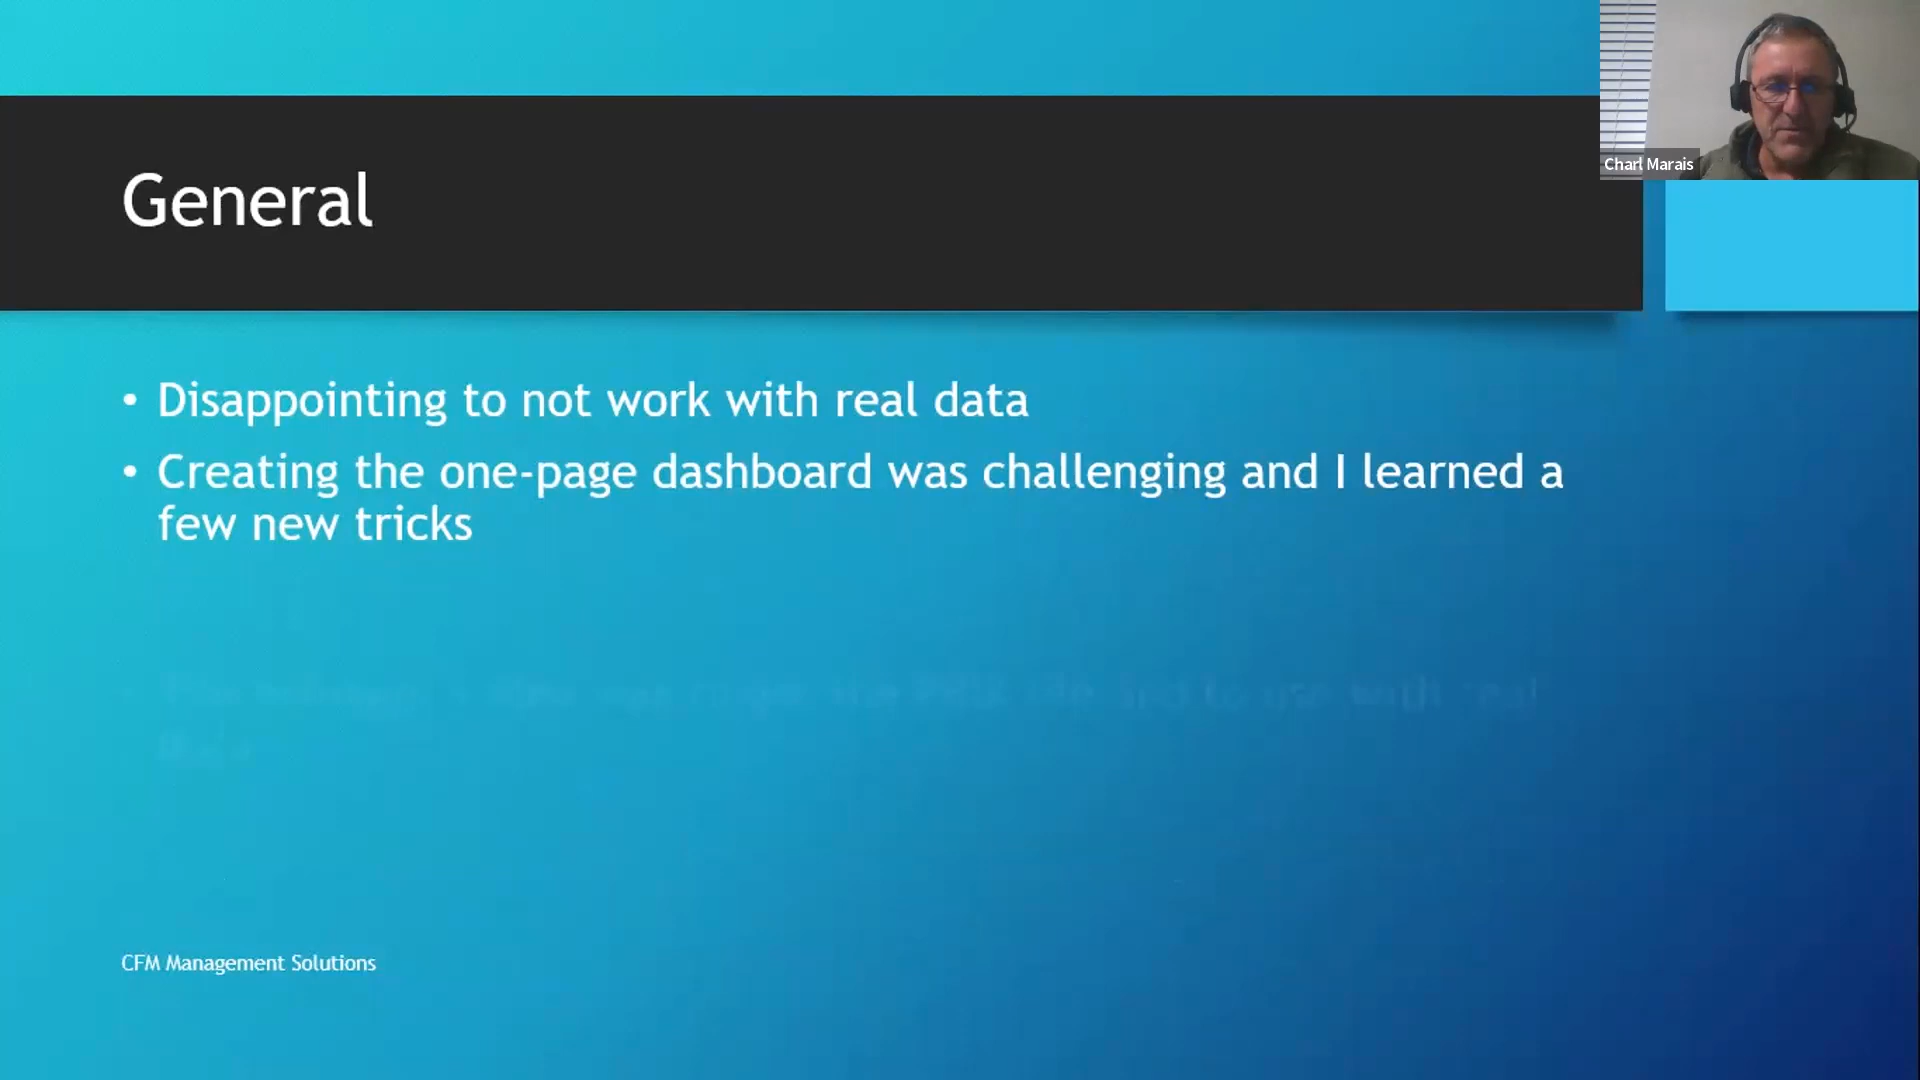 Charl Marais
General
• Disappointing to not work with real data
• Creating the one-page dashboard was challenging and I learned a
few new tricks
CFM Management Solutions